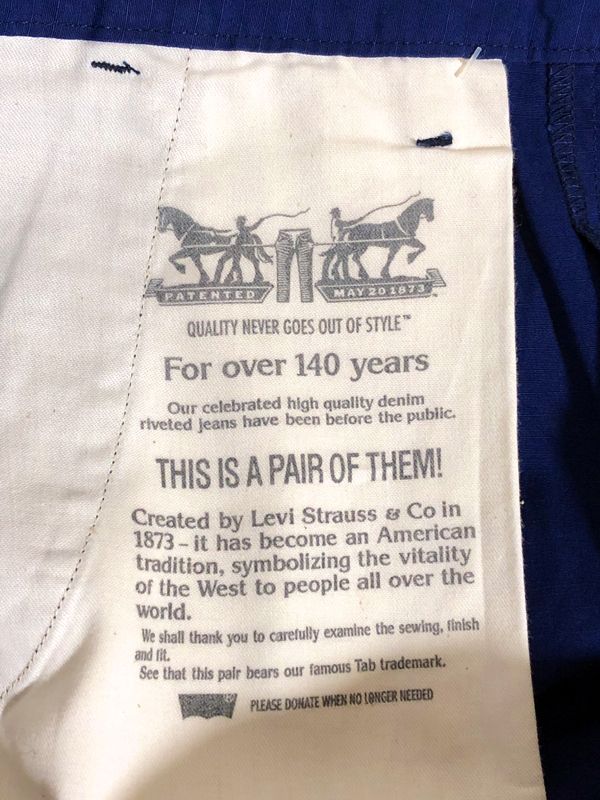 PATENTED MAY 20 1873
QUALITY NEVER GOES OUT OF STYLE™
For over 140 years
Our celebrated high quality denim
riveted jeans have been before the public.
THIS IS A PAIR OF THEM!
Created by Levi Strauss & Co in
1873 – it has become an American
tradition, symbolizing the vitality
of the West to people all over the
world.
We shall thank you to carefully examine the sewing, finish
and fit.
See that this pair bears our famous Tab trademark.
PLEASE DONATE WHEN NO LONGER NEEDED